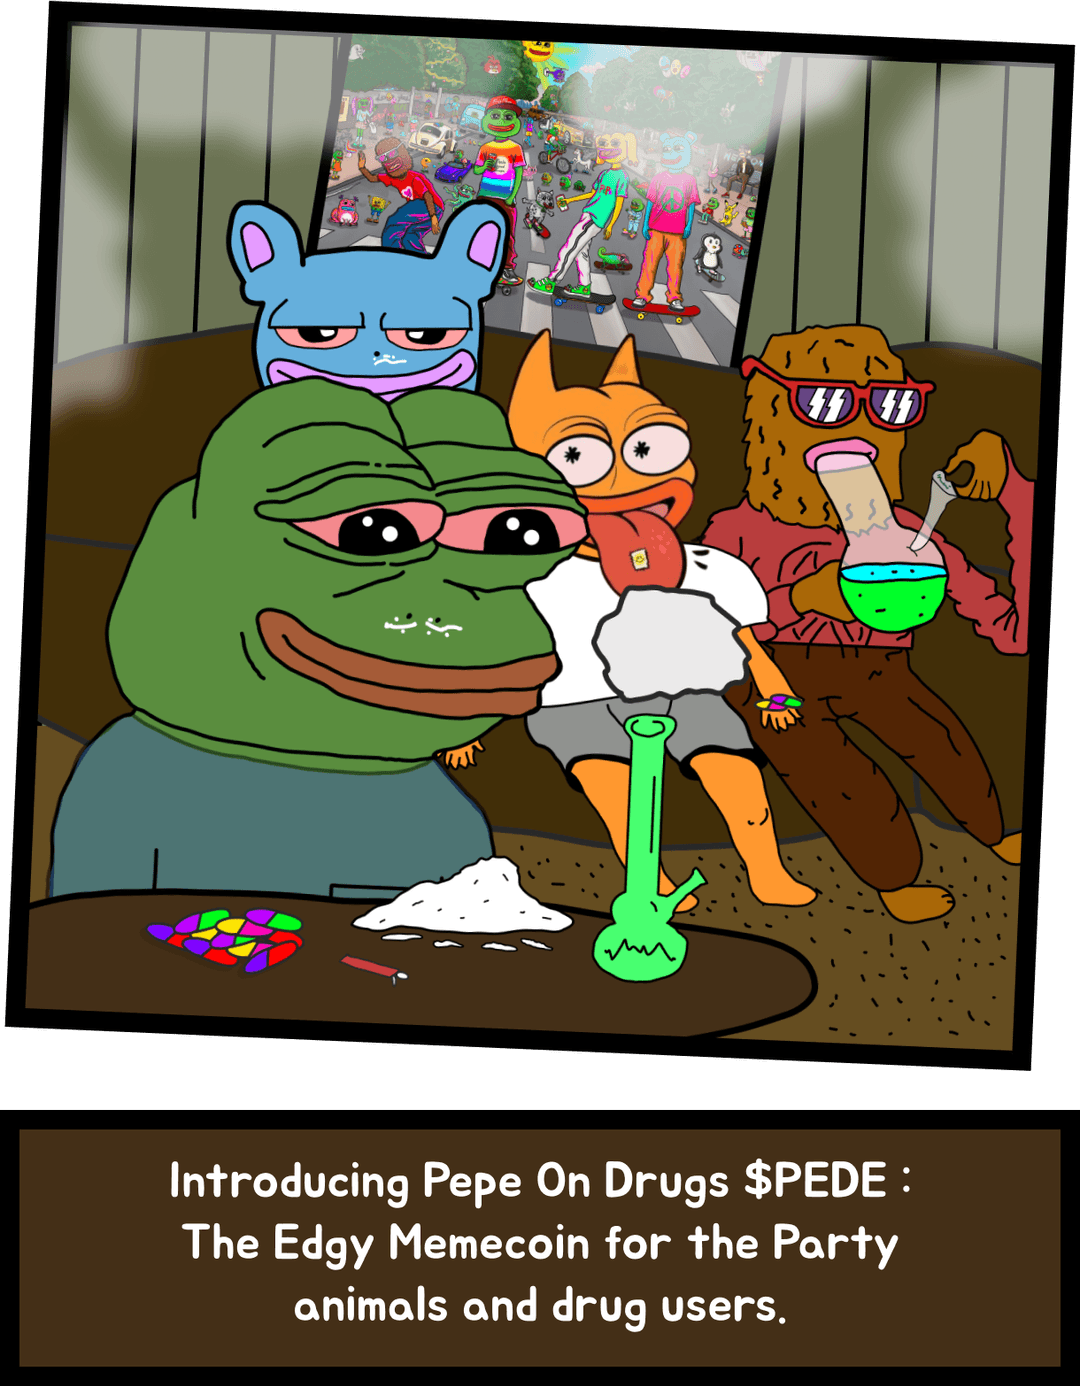 Introducing Pepe On Drugs $PEDE :
The Edgy Memecoin for the Party
animals and drug users.